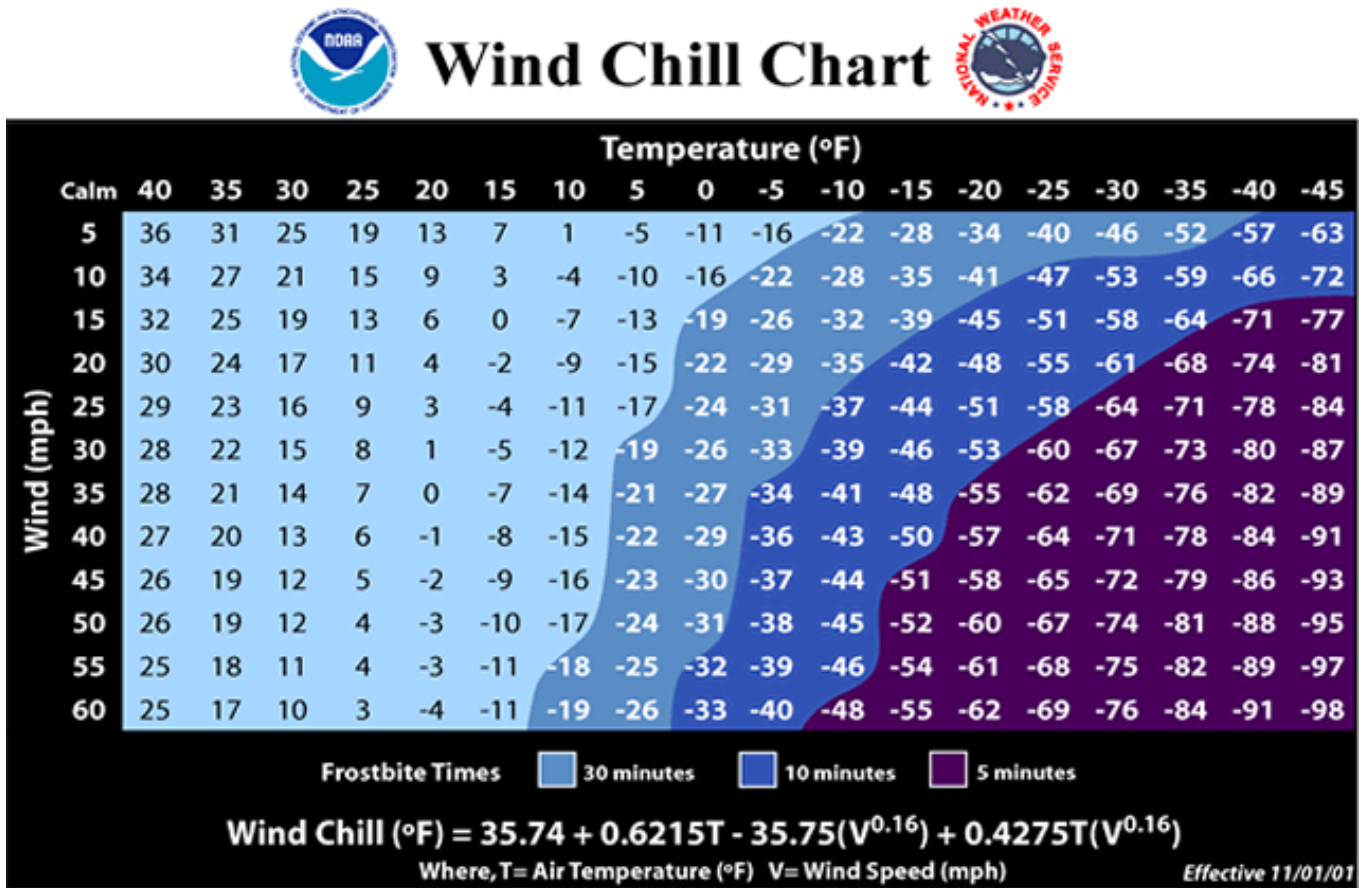 NOAA
NATIONAL OCEANIC AND ATMOSPHERIC ADMINISTRATION
U.S. DEPARTMENT OF COMMERCE
Wind Chill Chart
NATIONAL WEATHER SERVICE
Temperature (ºF)
Calm 40 35 30 25 20 15 10 5 0 -5 -10 -15 -20 -25 -30 -35 -40 -45
Wind (mph)
5 36 31 25 19 13 7 1 -5 -11 -16 -22 -28 -34 -40 -46 -52 -57 -63
10 34 27 21 15 9 3 -4 -10 -16 -22 -28 -35 -41 -47 -53 -59 -66 -72
15 32 25 19 13 6 0 -7 -13 -19 -26 -32 -39 -45 -51 -58 -64 -71 -77
20 30 24 17 11 4 -2 -9 -15 -22 -29 -35 -42 -48 -55 -61 -68 -74 -81
25 29 23 16 9 3 -4 -11 -17 -24 -31 -37 -44 -51 -58 -64 -71 -78 -84
30 28 22 15 8 1 -5 -12 -19 -26 -33 -39 -46 -53 -60 -67 -73 -80 -87
35 28 21 14 7 0 -7 -14 -21 -27 -34 -41 -48 -55 -62 -69 -76 -82 -89
40 27 20 13 6 -1 -8 -15 -22 -29 -36 -43 -50 -57 -64 -71 -78 -84 -91
45 26 19 12 5 -2 -9 -16 -23 -30 -37 -44 -51 -58 -65 -72 -79 -86 -93
50 26 19 12 4 -3 -10 -17 -24 -31 -38 -45 -52 -60 -67 -74 -81 -88 -95
55 25 18 11 4 -3 -11 -18 -25 -32 -39 -46 -54 -61 -68 -75 -82 -89 -97
60 25 17 10 3 -4 -11 -19 -26 -33 -40 -48 -55 -62 -69 -76 -84 -91 -98
Frostbite Times 30 minutes 10 minutes 5 minutes
Wind Chill (ºF) = 35.74 + 0.6215T - 35.75(V^0.16) + 0.4275T(V^0.16)
Where, T= Air Temperature (ºF) V= Wind Speed (mph)
Effective 11/01/01